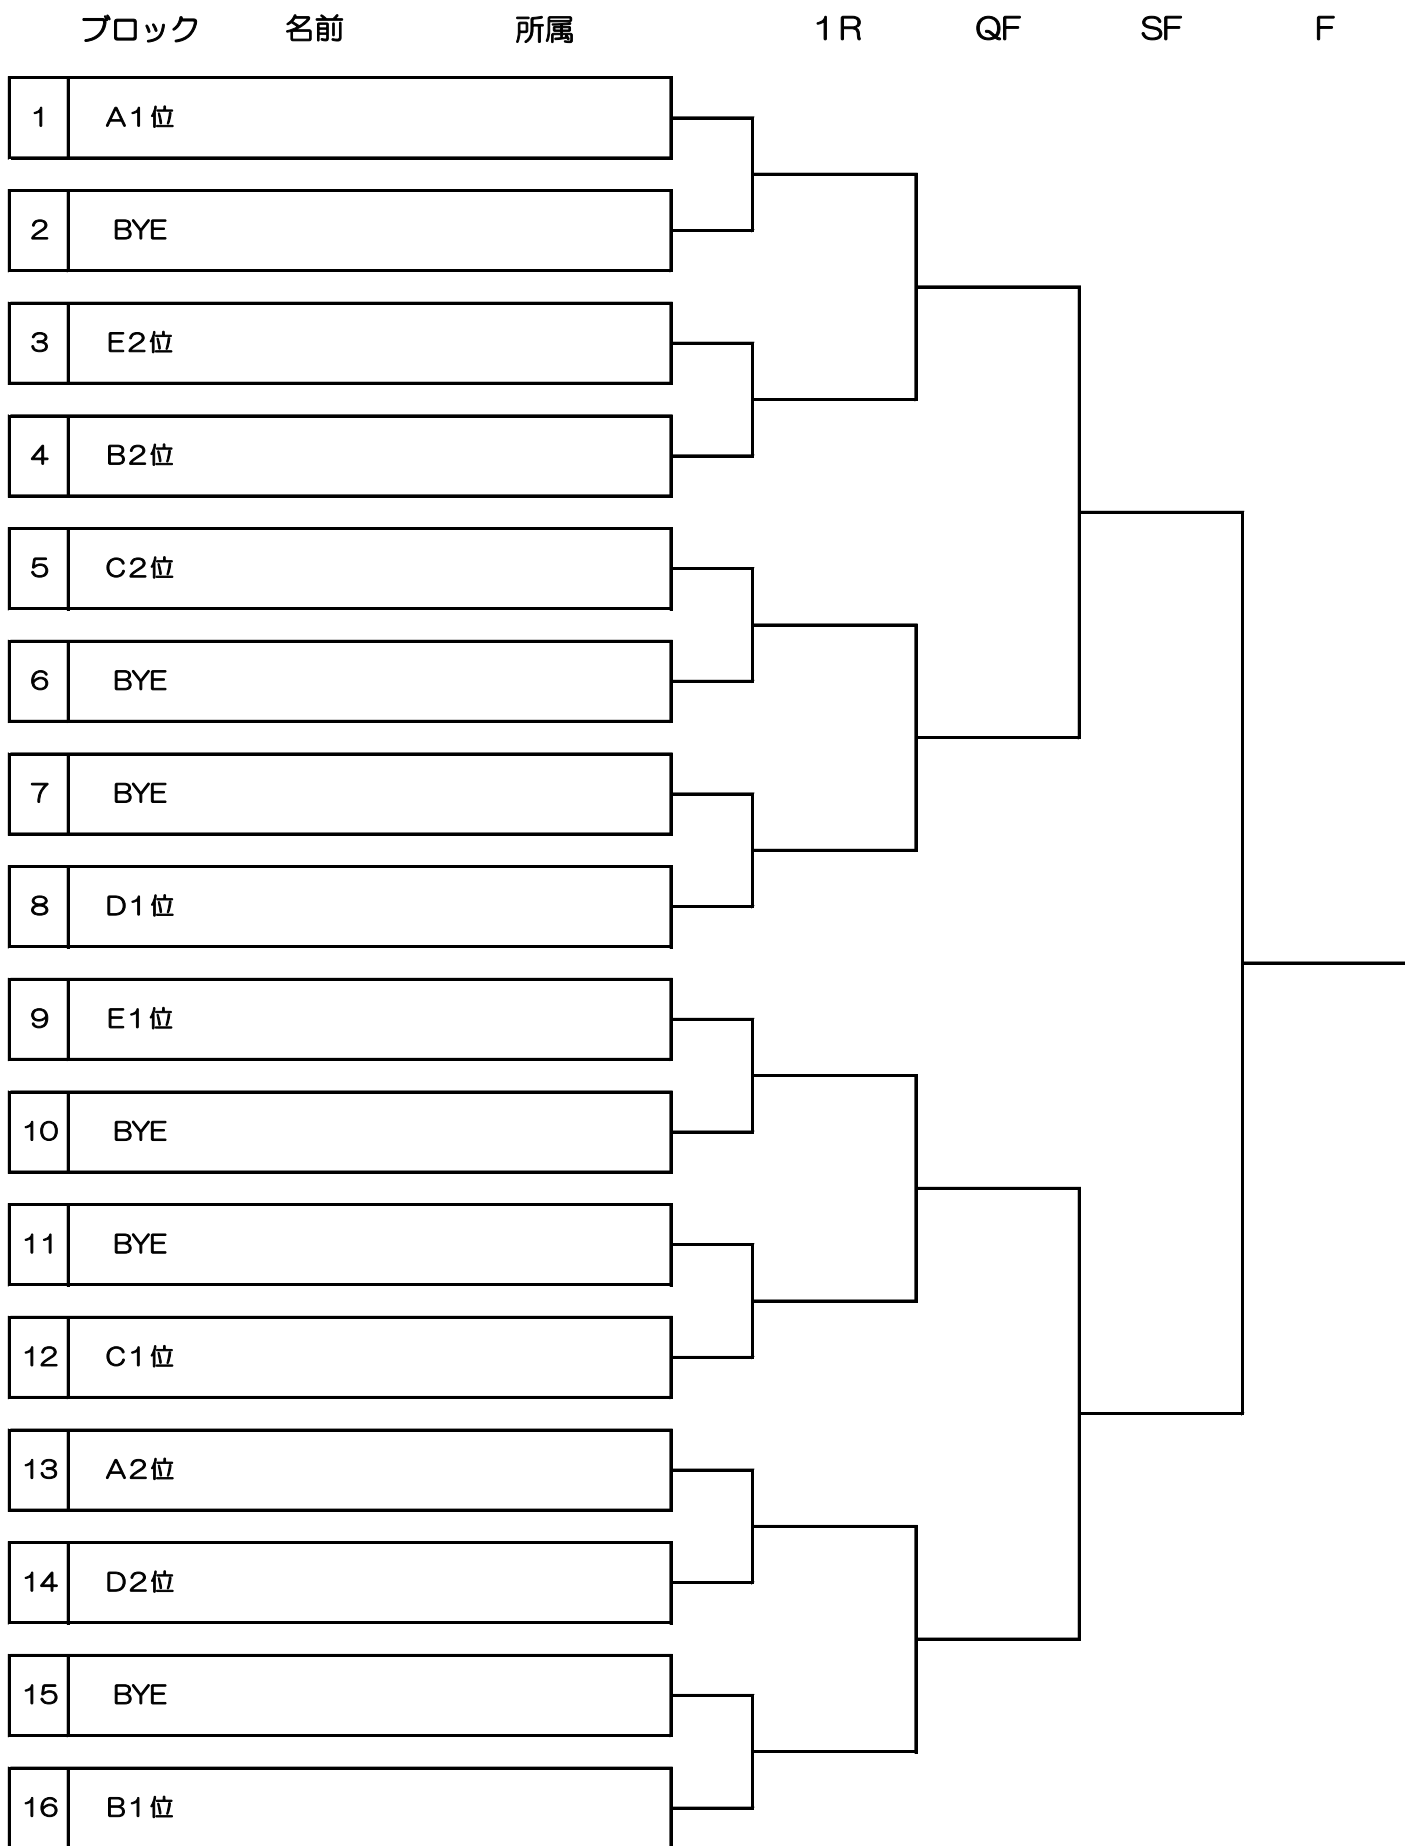 ブロック 名前 所属 1R QF SF F
1 A1位
2 BYE
3 E2位
4 B2位
5 C2位
6 BYE
7 BYE
8 D1位
9 E1位
10 BYE
11 BYE
12 C1位
13 A2位
14 D2位
15 BYE
16 B1位